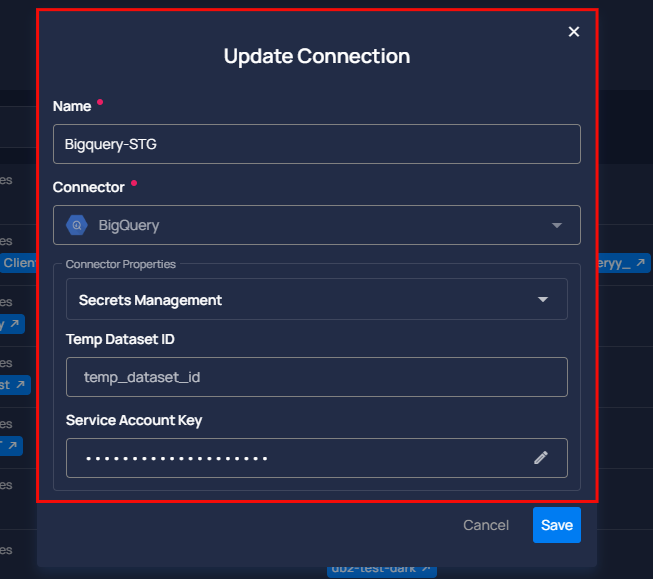 Update Connection
Name
Bigquery-STG
es
Connector
es
BigQuery
Client
eryy_
Connector Properties
es
Secrets Management
y
Temp Dataset ID
es
temp_dataset_id
st
Service Account Key
es
es
Cancel
Save
es
db2-test-dark